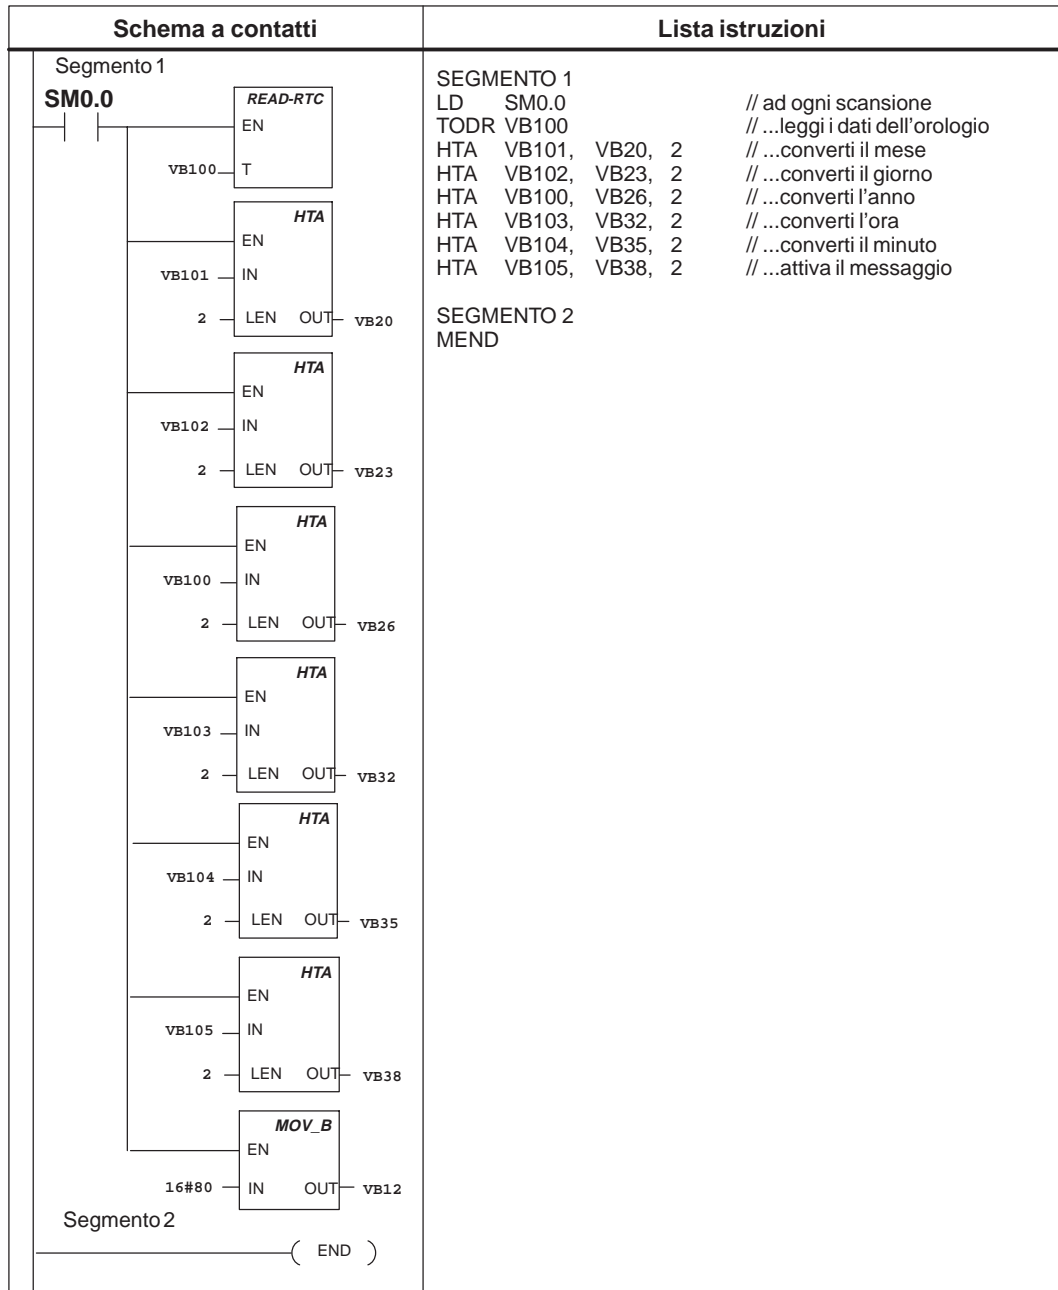 Schema a contatti
Lista istruzioni
Segmento 1
SM0.0
READ-RTC
EN
VB100 T
HTA
EN
VB101 IN
2 LEN OUT VB20
HTA
EN
VB102 IN
2 LEN OUT VB23
HTA
EN
VB100 IN
2 LEN OUT VB26
HTA
EN
VB103 IN
2 LEN OUT VB32
HTA
EN
VB104 IN
2 LEN OUT VB35
HTA
EN
VB105 IN
2 LEN OUT VB38
MOV_B
EN
16#80 IN OUT VB12
Segmento 2
END
SEGMENTO 1
LD SM0.0 // ad ogni scansione
TODR VB100 // ...leggi i dati dell'orologio
HTA VB101, VB20, 2 // ...converti il mese
HTA VB102, VB23, 2 // ...converti il giorno
HTA VB100, VB26, 2 // ...converti l'anno
HTA VB103, VB32, 2 // ...converti l'ora
HTA VB104, VB35, 2 // ...converti il minuto
HTA VB105, VB38, 2 // ...attiva il messaggio
SEGMENTO 2
MEND